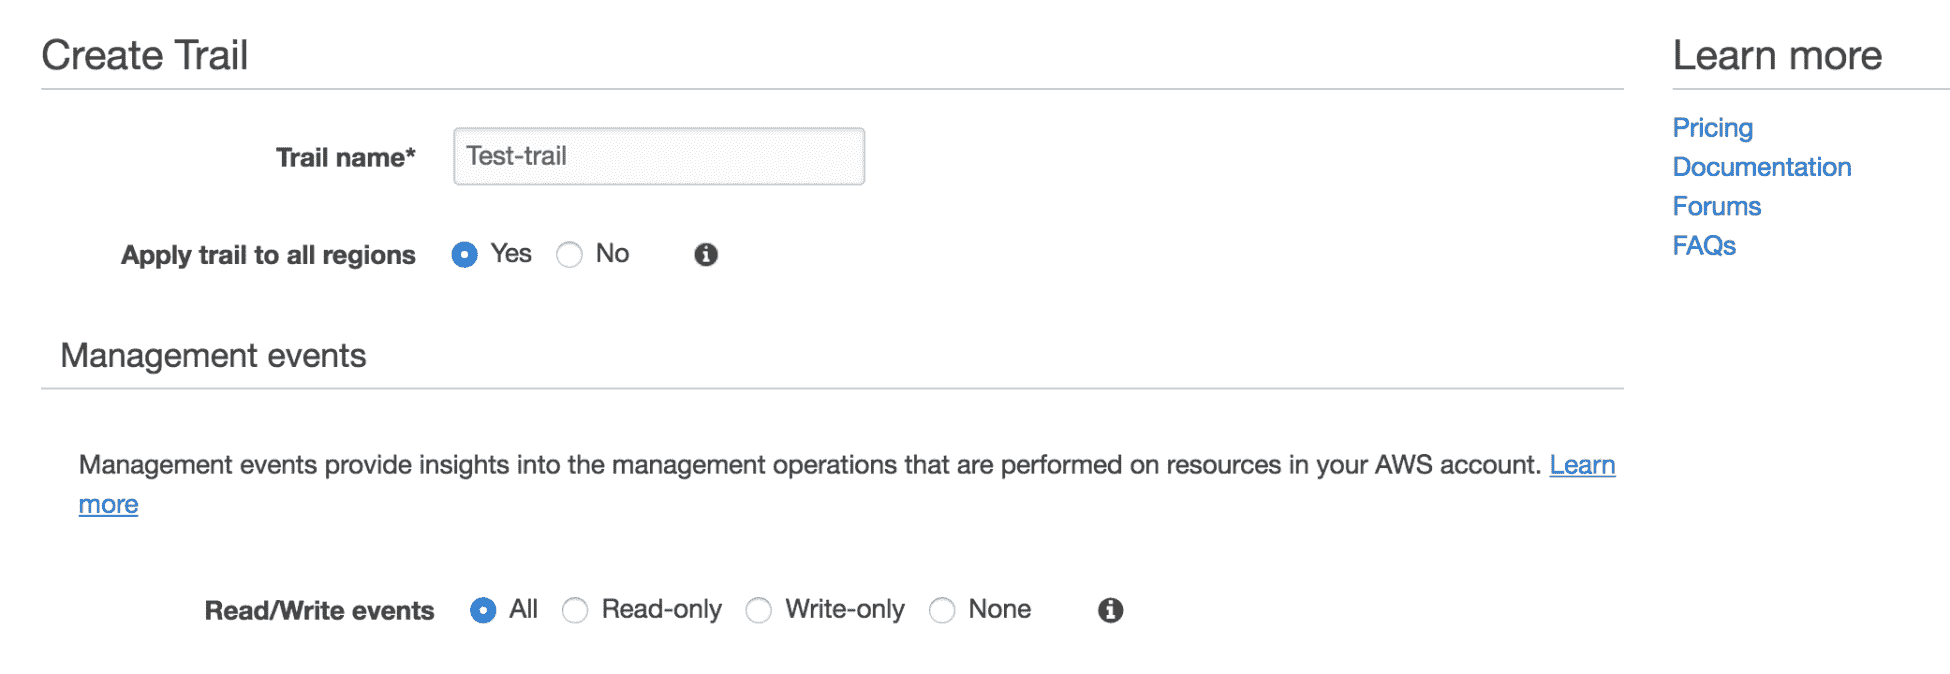 Create Trail
Trail name*
Test-trail
Apply trail to all regions
Yes
No
Management events
Management events provide insights into the management operations that are performed on resources in your AWS account. Learn
more
Read/Write events
All
Read-only
Write-only
None
Learn more
Pricing
Documentation
Forums
FAQs